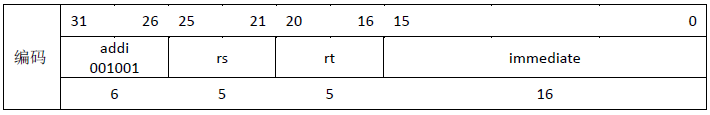 31 26 25 21 20 16 15 0
编码
addi
001001
rs rt immediate
6 5 5 16